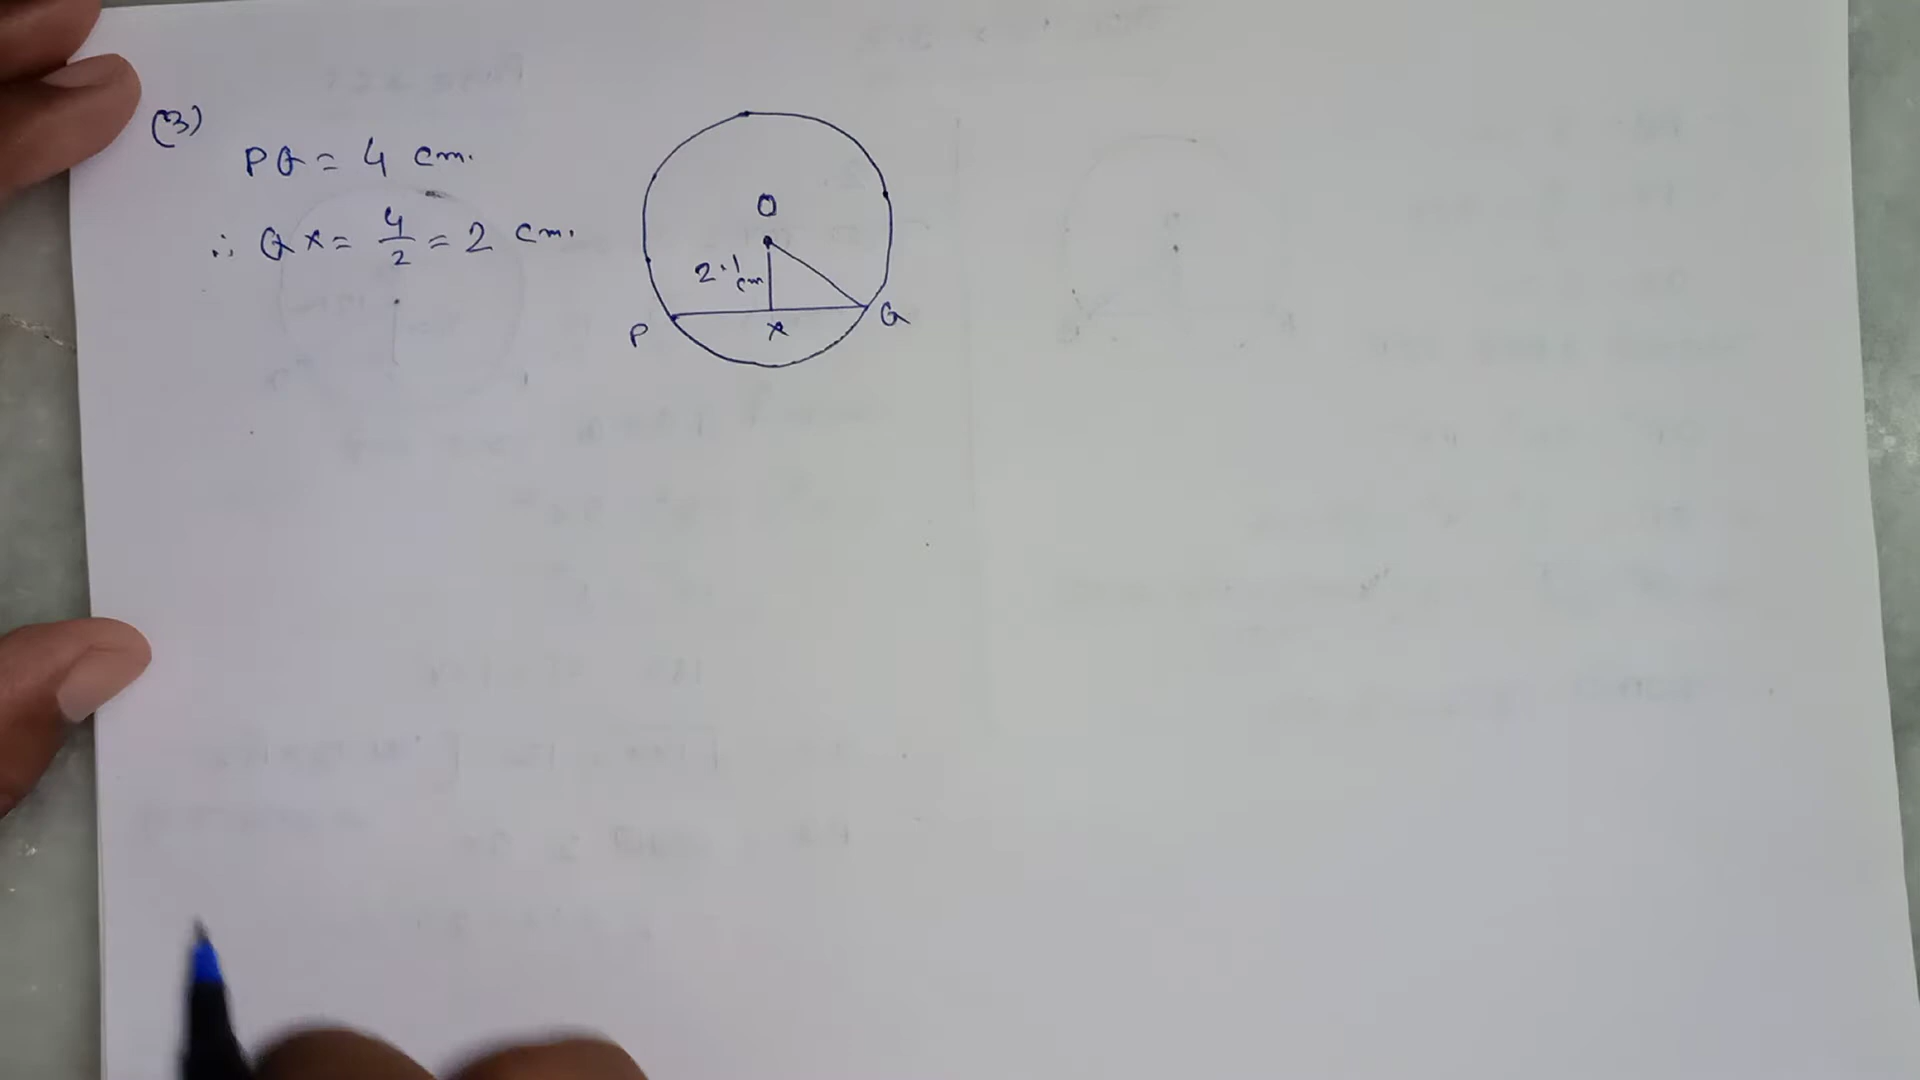 (3)
PQ = 4 cm.
∴ QX = 4/2 = 2 cm.
O
2.1
cm
P
X
Q